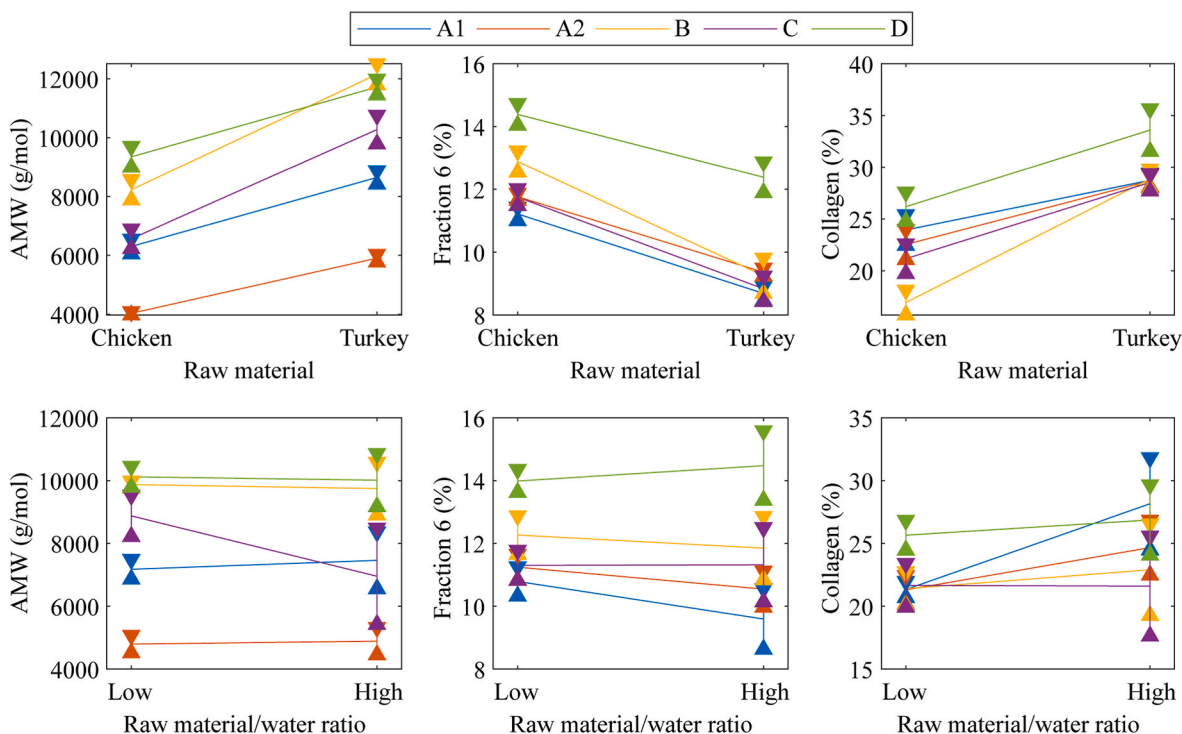 A1 A2 B C D
AMW (g/mol)
12000
10000
8000
6000
4000
Chicken Turkey
Raw material
Fraction 6 (%)
16
14
12
10
8
Chicken Turkey
Raw material
Collagen (%)
40
35
30
25
20
Chicken Turkey
Raw material
AMW (g/mol)
12000
10000
8000
6000
4000
Low High
Raw material/water ratio
Fraction 6 (%)
16
14
12
10
8
Low High
Raw material/water ratio
Collagen (%)
35
30
25
20
15
Low High
Raw material/water ratio